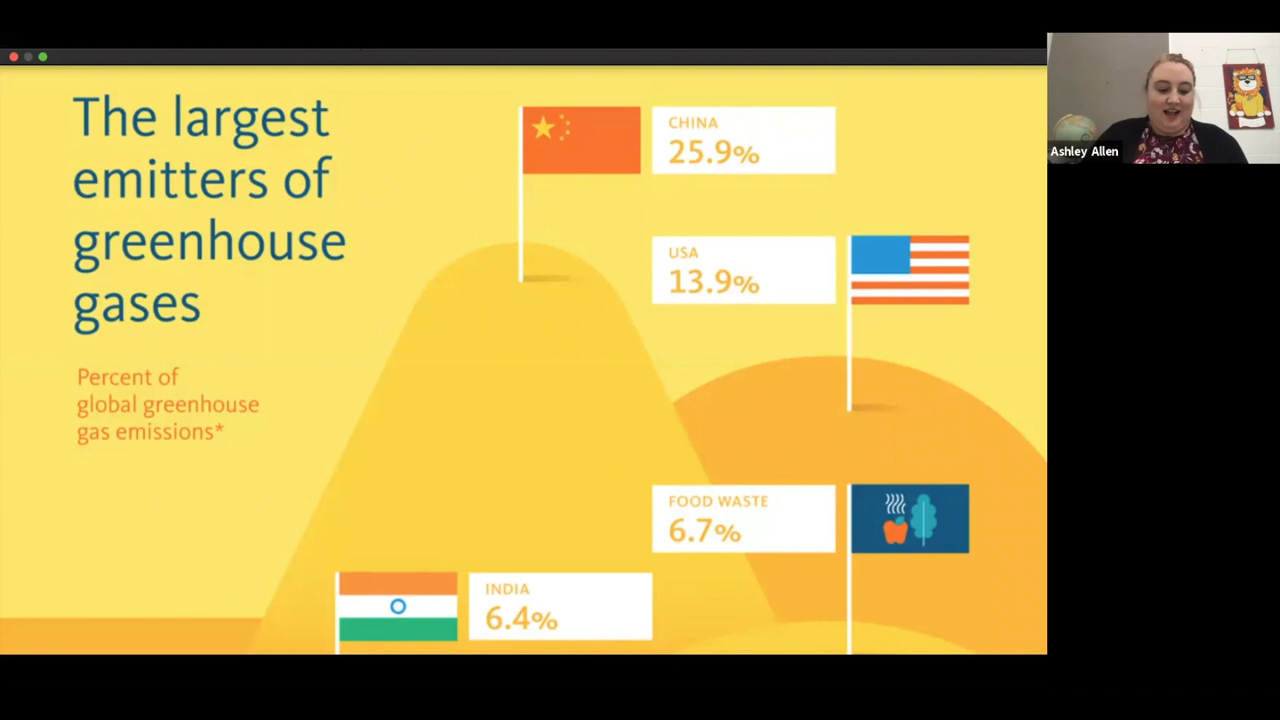 The largest
emitters of
greenhouse
gases
Percent of
global greenhouse
gas emissions*
CHINA
25.9%
USA
13.9%
FOOD WASTE
6.7%
INDIA
6.4%
Ashley Allen